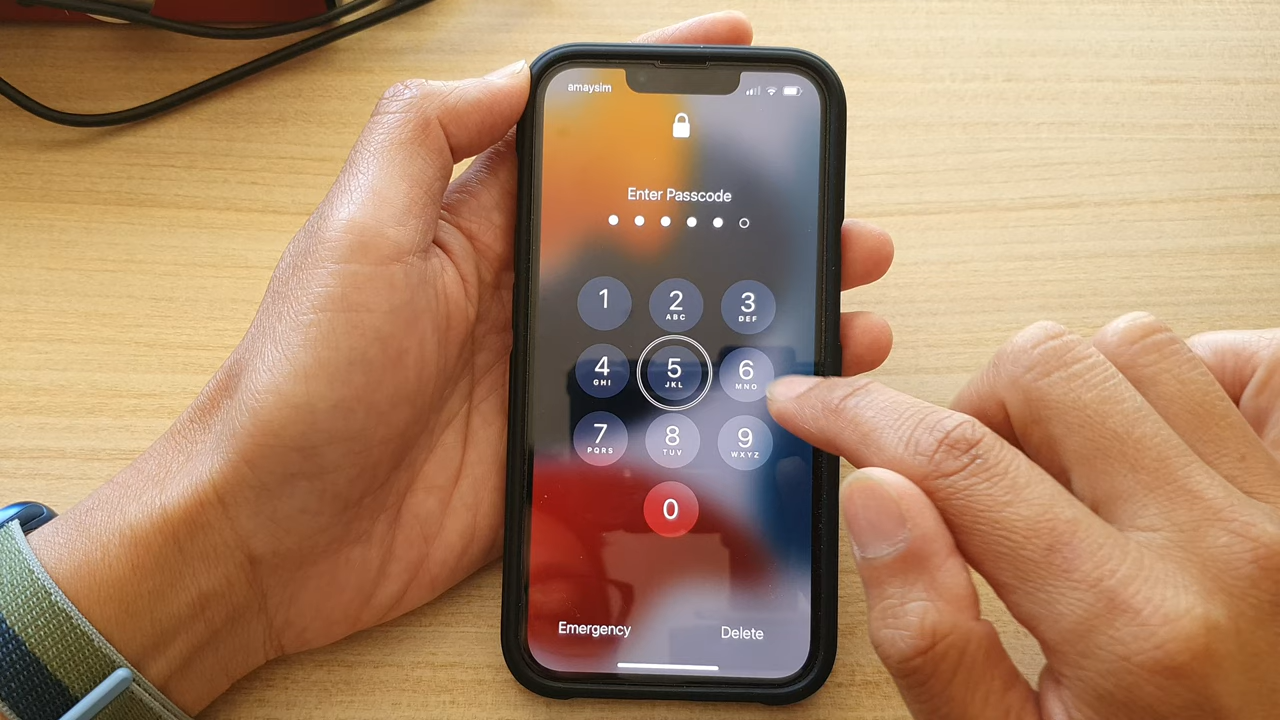 amaysim
Enter Passcode
1 2 3
ABC DEF
4 5 6
GHI JKL MNO
7 8 9
PQRS TUV WXYZ
0
Emergency Delete